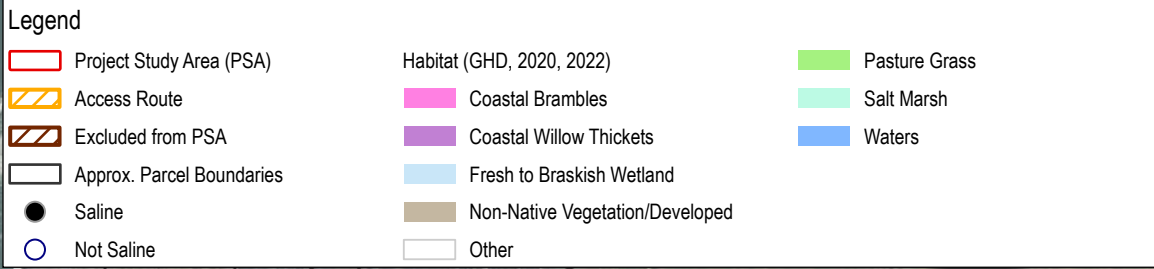 Legend
Project Study Area (PSA)
Access Route
Excluded from PSA
Approx. Parcel Boundaries
Saline
Not Saline
Habitat (GHD, 2020, 2022)
Coastal Brambles
Coastal Willow Thickets
Fresh to Braskish Wetland
Non-Native Vegetation/Developed
Other
Pasture Grass
Salt Marsh
Waters